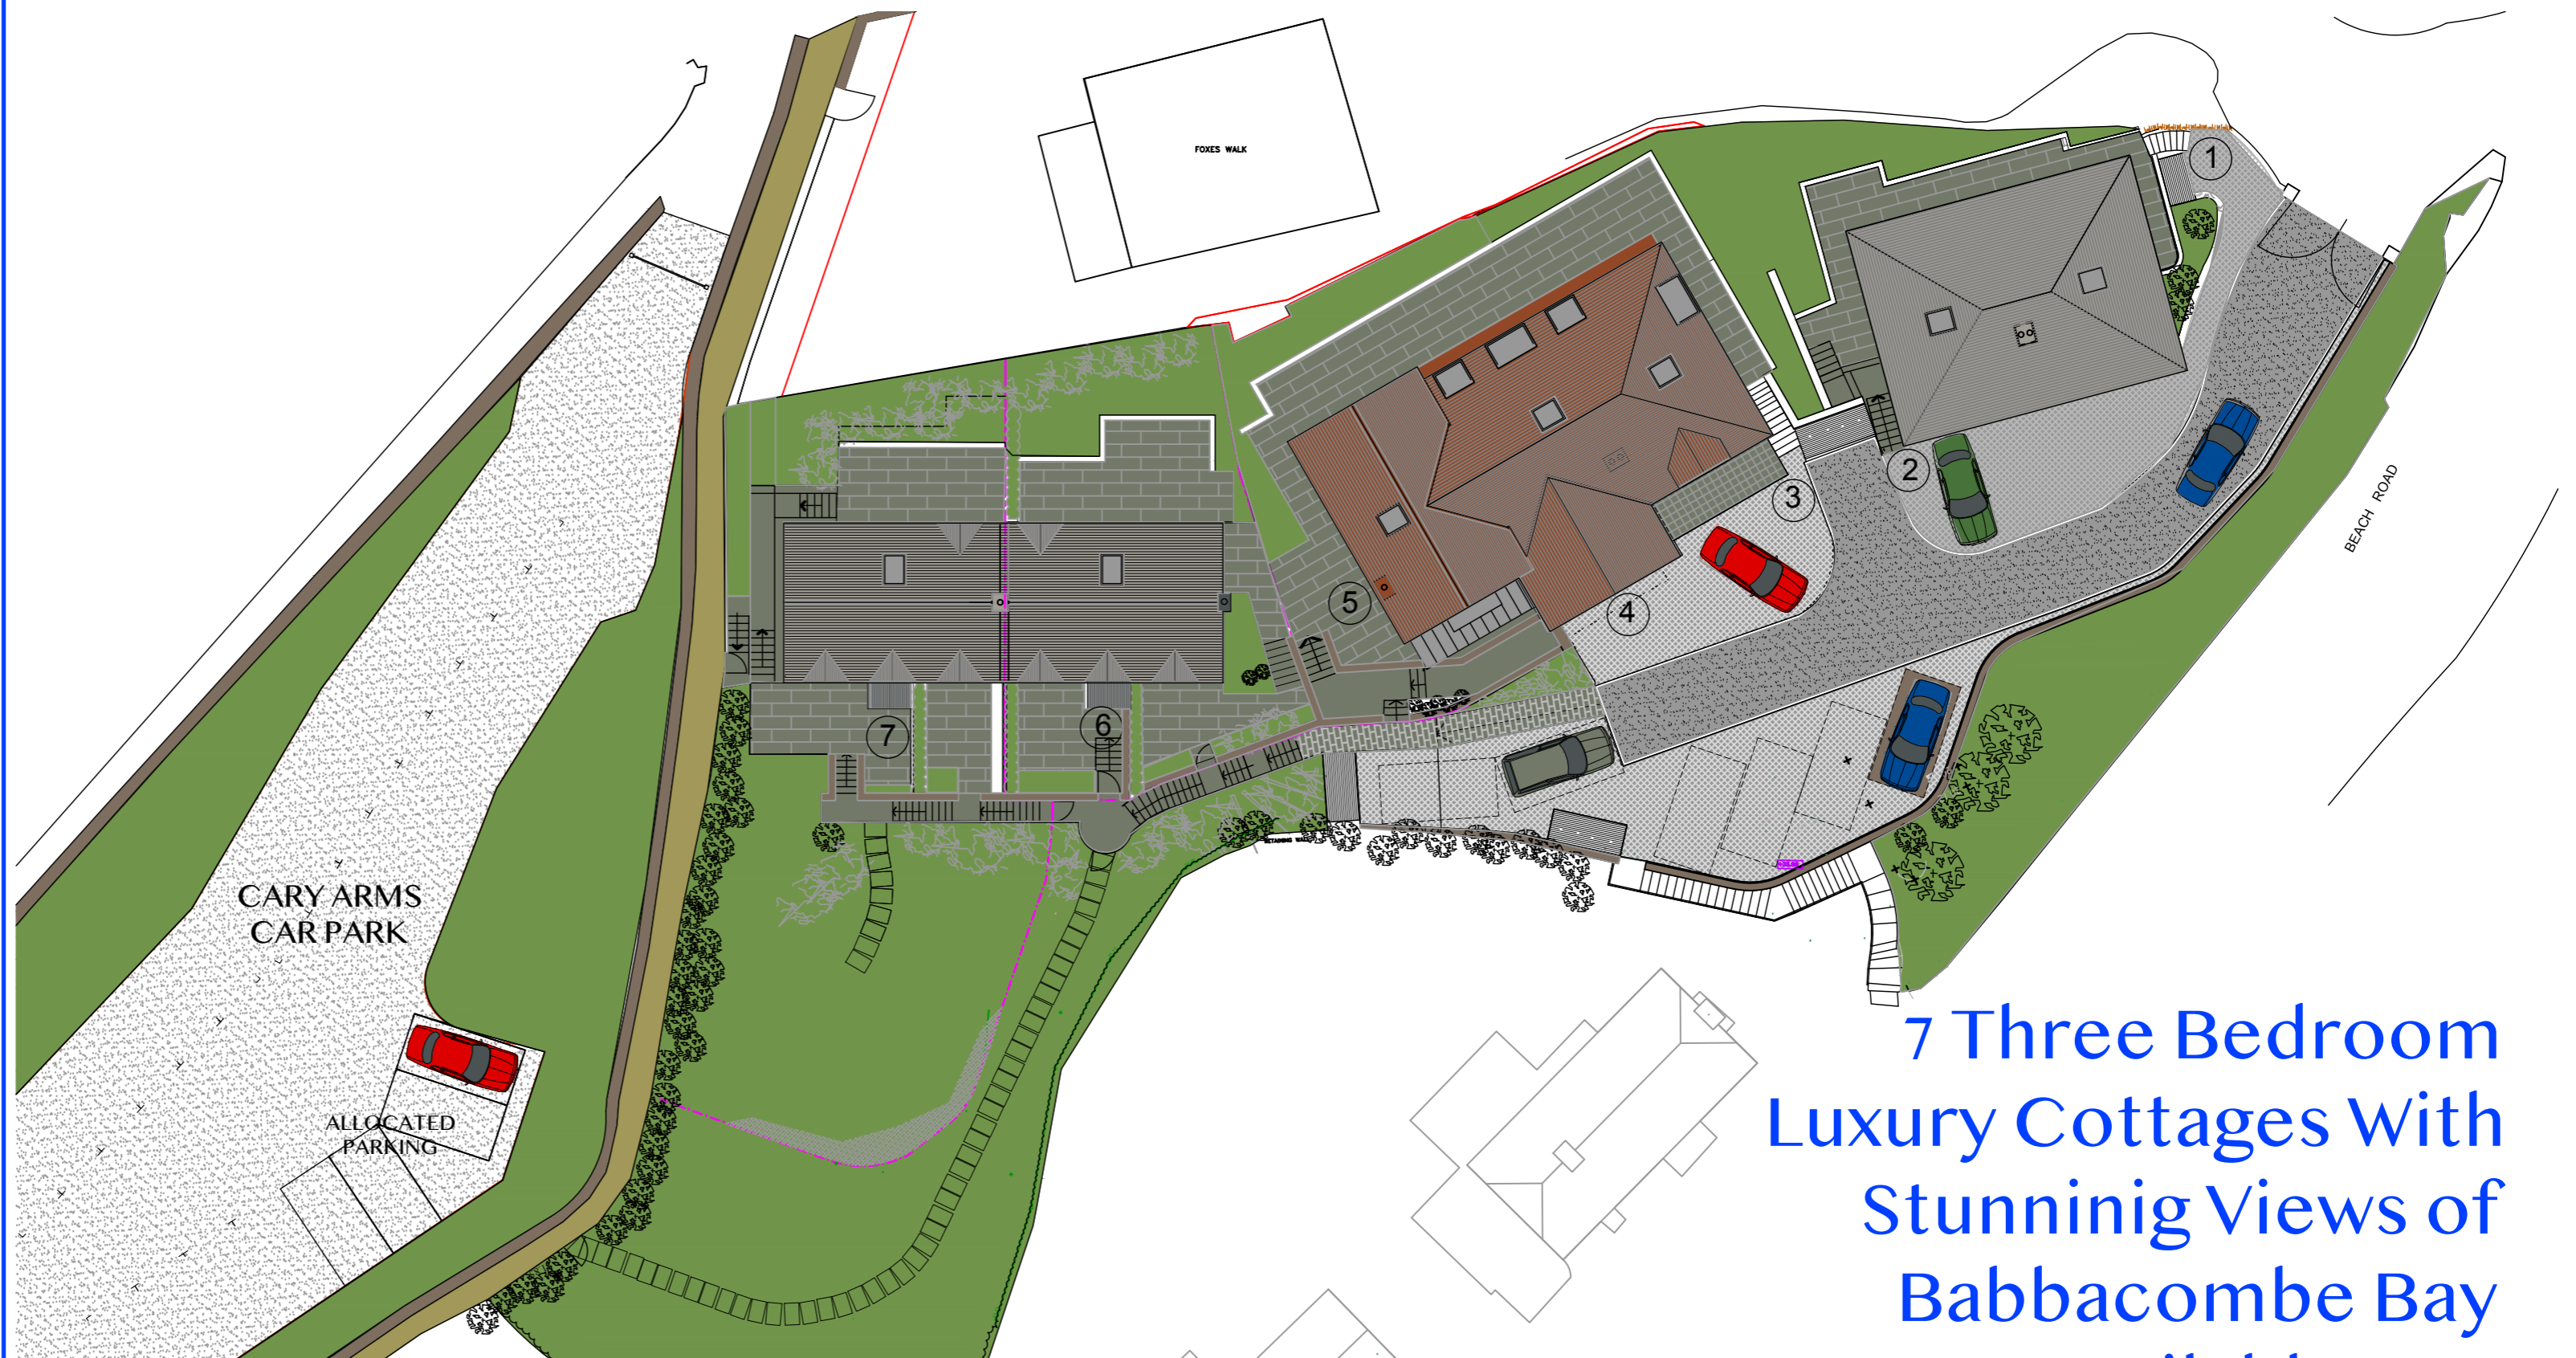 FOXES WALK
1
2
3
4
5
6
7
BEACH ROAD
CARY ARMS
CAR PARK
ALLOCATED
PARKING
7 Three Bedroom
Luxury Cottages With
Stunninig Views of
Babbacombe Bay